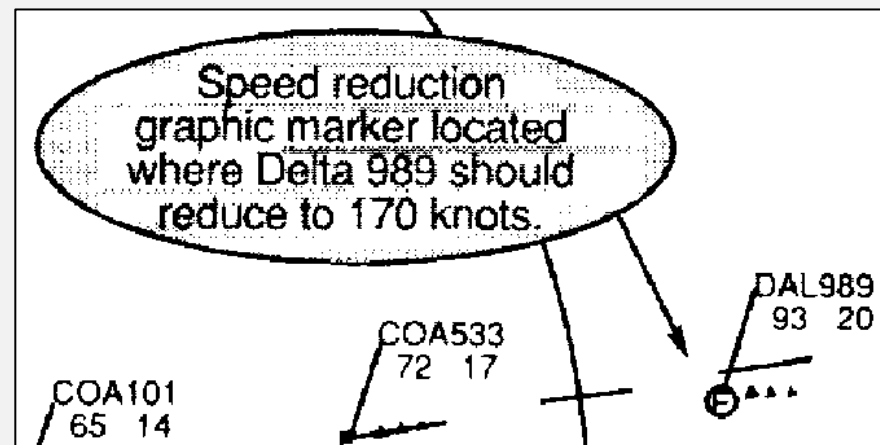 Speed reduction
graphic marker located
where Delta 989 should
reduce to 170 knots.
DAL989
93 20
COA533
72 17
COA101
65 14
E